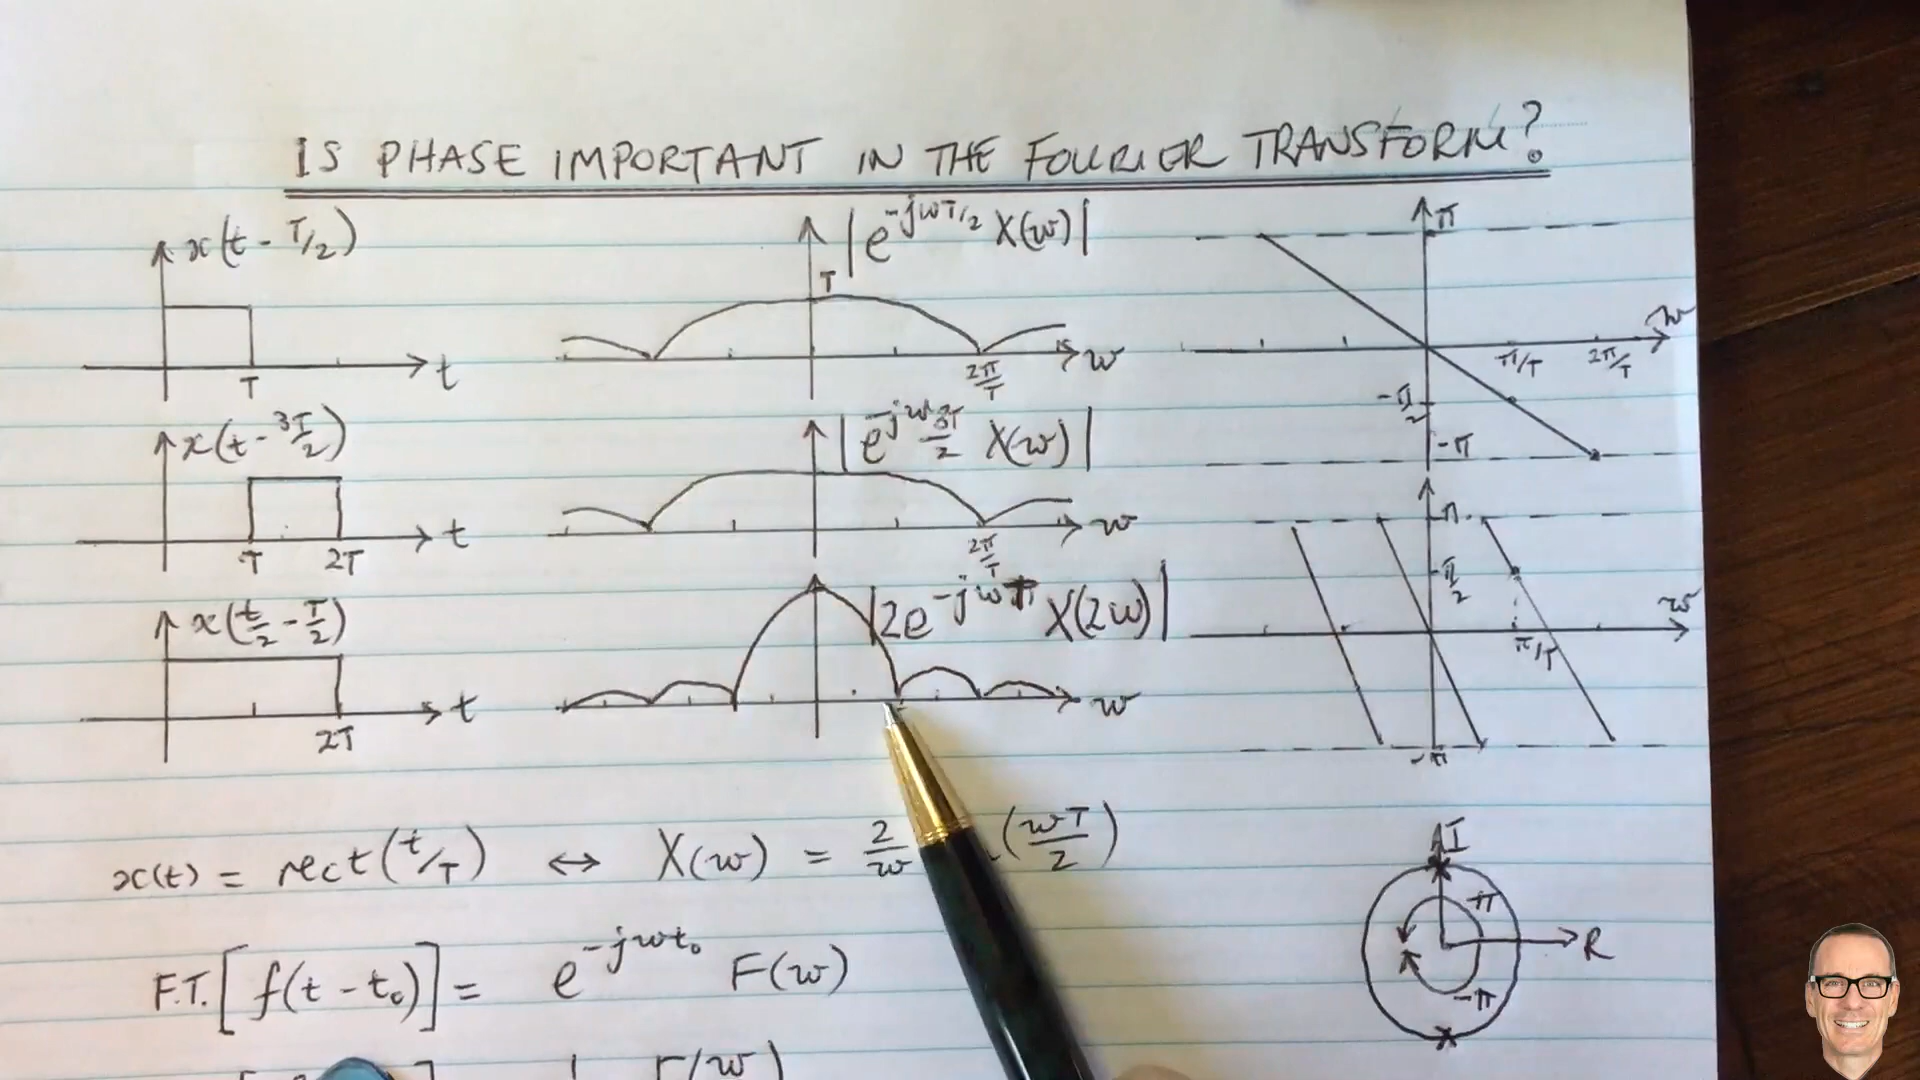 IS PHASE IMPORTANT IN THE FOURIER TRANSFORM?
x(t - T/2)
T
t
T
|e^{-jωT/2} X(ω)|
2π/T
ω
π
-π/2
-π
π/T
2π/T
ω
x(t - 3T/2)
T
2T
t
|e^{-jω3T/2} X(ω)|
2π/T
ω
π
π/2
-π
π/T
ω
x(t/2 - T/2)
2T
t
|2e^{-jωT} X(2ω)|
ω
x(t) = rect(t/T) ↔ X(ω) = 2/ω (ωT/2)
F.T.[f(t - t₀)] = e^{-jωt₀} F(ω)
I
R
+π
-π